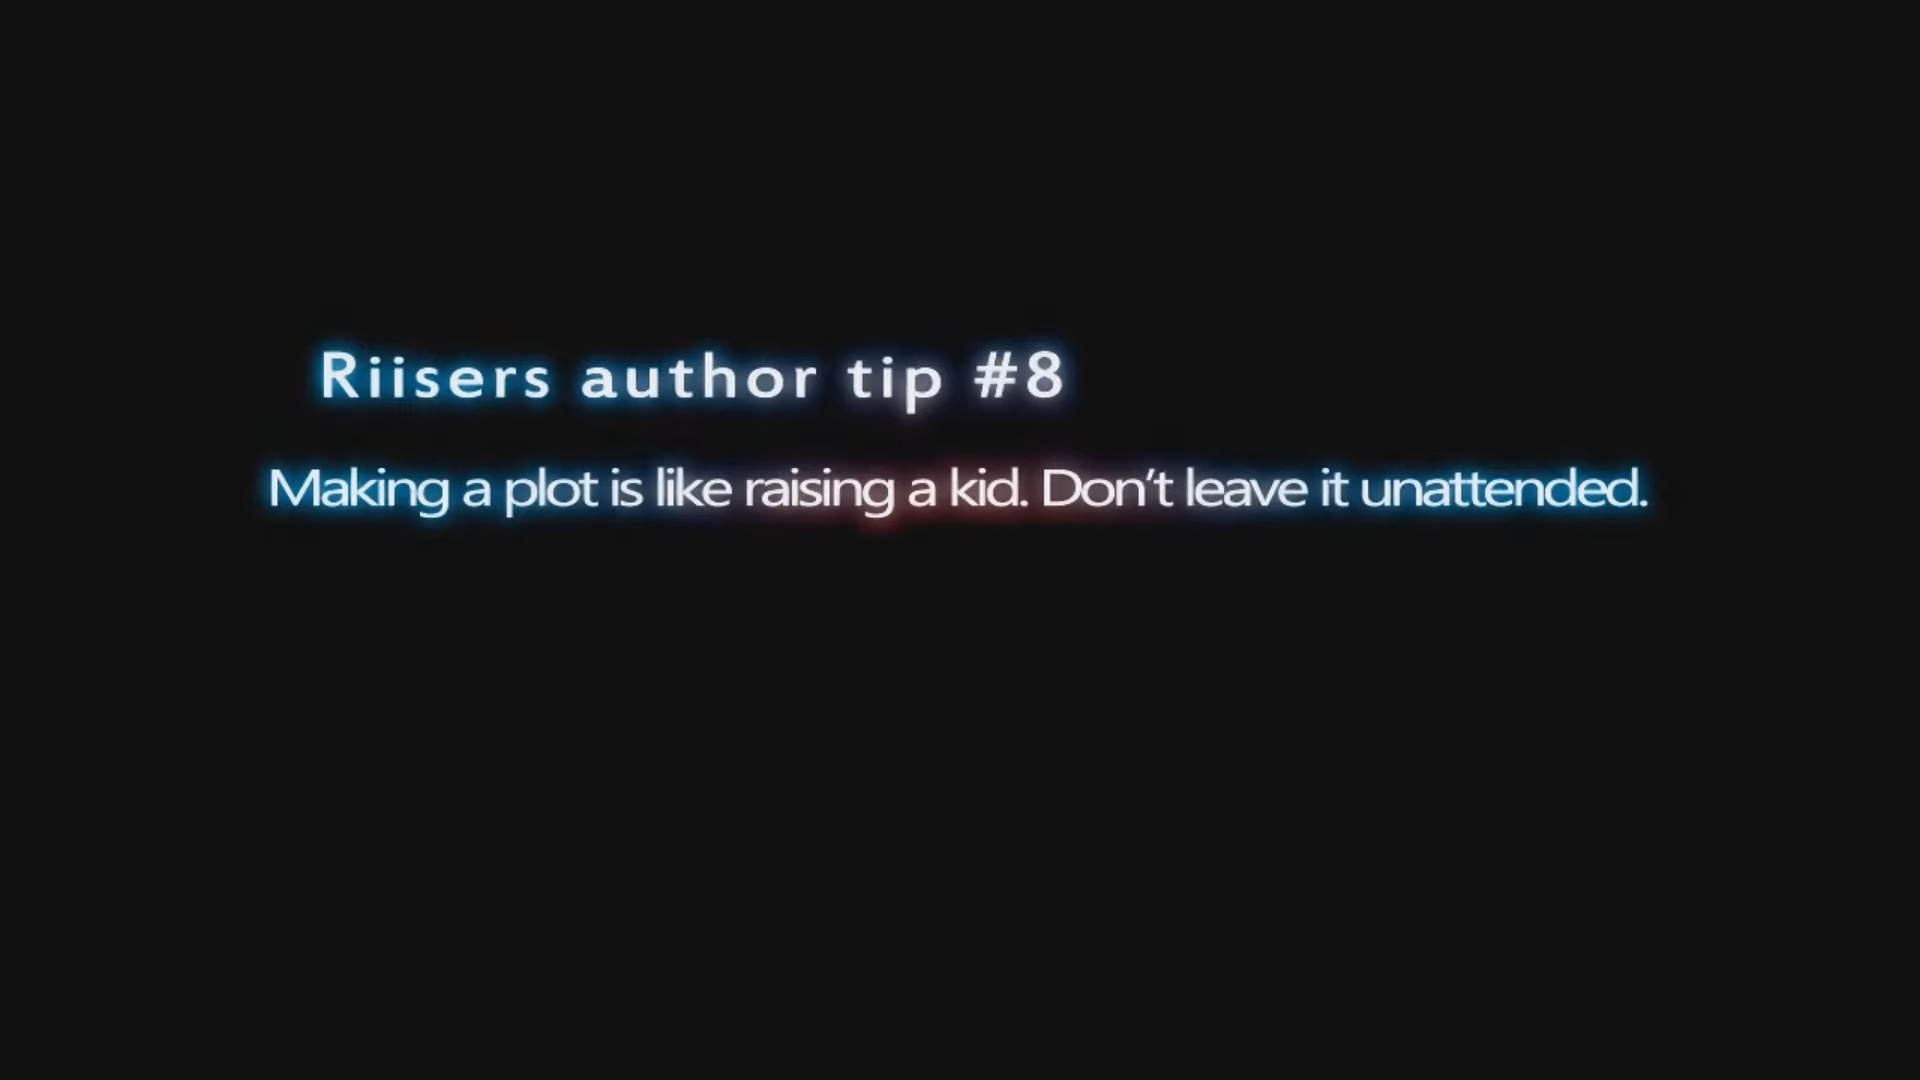 Riisers author tip #8
Making a plot is like raising a kid. Don’t leave it unattended.